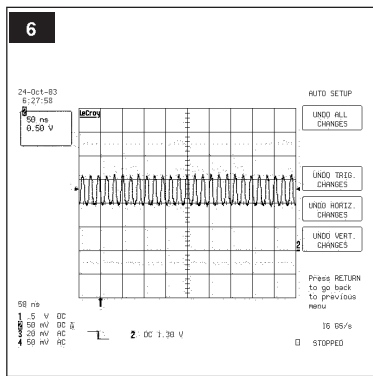 6
24-Oct-83
6:27:58
2
50 ns
0.50 V
LeCroy
2
50 ns
1 .5 V DC
2 50 mV DC
3 20 mV AC
4 50 mV AC
2 DC 1.38 V
AUTO SETUP
UNDO ALL
CHANGES
UNDO TRIG.
CHANGES
UNDO HORIZ.
CHANGES
UNDO VERT.
CHANGES
Press RETURN
to go back
to previous
menu
16 GS/s
STOPPED